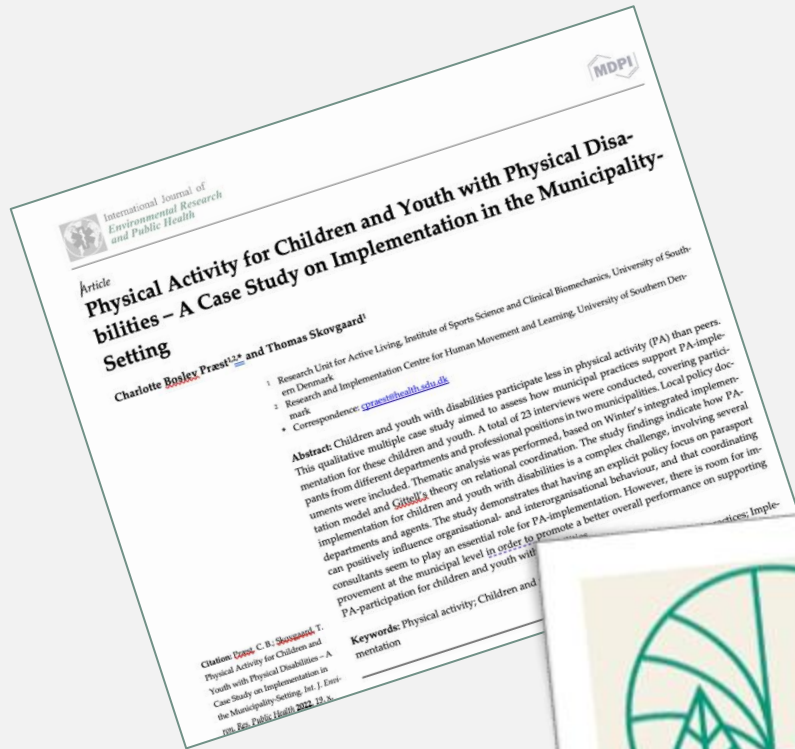 MDPI
International Journal of
Environmental Research
and Public Health
Article
Physical Activity for Children and Youth with Physical Disa-
bilities – A Case Study on Implementation in the Municipality-
Setting
Charlotte Bosley Præst1,2,* and Thomas Skovgaard1
1 Research Unit for Active Living, Institute of Sports Science and Clinical Biomechanics, University of South-
ern Denmark
2 Research and Implementation Centre for Human Movement and Learning, University of Southern Den-
mark
* Correspondence: cpraest@health.sdu.dk
Abstract: Children and youth with disabilities participate less in physical activity (PA) than peers.
This qualitative multiple case study aimed to assess how municipal practices support PA-imple-
mentation for these children and youth. A total of 23 interviews were conducted, covering partici-
pants from different departments and professional positions in two municipalities. Local policy doc-
uments were included. Thematic analysis was performed, based on Winter's integrated implemen-
tation model and Gittell's theory on relational coordination. The study findings indicate how PA-
implementation for children and youth with disabilities is a complex challenge, involving several
departments and agents. The study demonstrates that having an explicit policy focus on parasport
can positively influence organisational- and interorganisational behaviour, and that coordinating
consultants seem to play an essential role for PA-implementation. However, there is room for im-
provement at the municipal level in order to promote a better overall performance on supporting
PA-participation for children and youth with
Keywords: Physical activity; Children and
Imple-
mentation
Citation: Præst, C. B.; Skovgaard, T.
Physical Activity for Children and
Youth with Physical Disabilities – A
Case Study on Implementation in
the Municipality-Setting. Int. J. Envi-
ron. Res. Public Health 2022, 19, x.